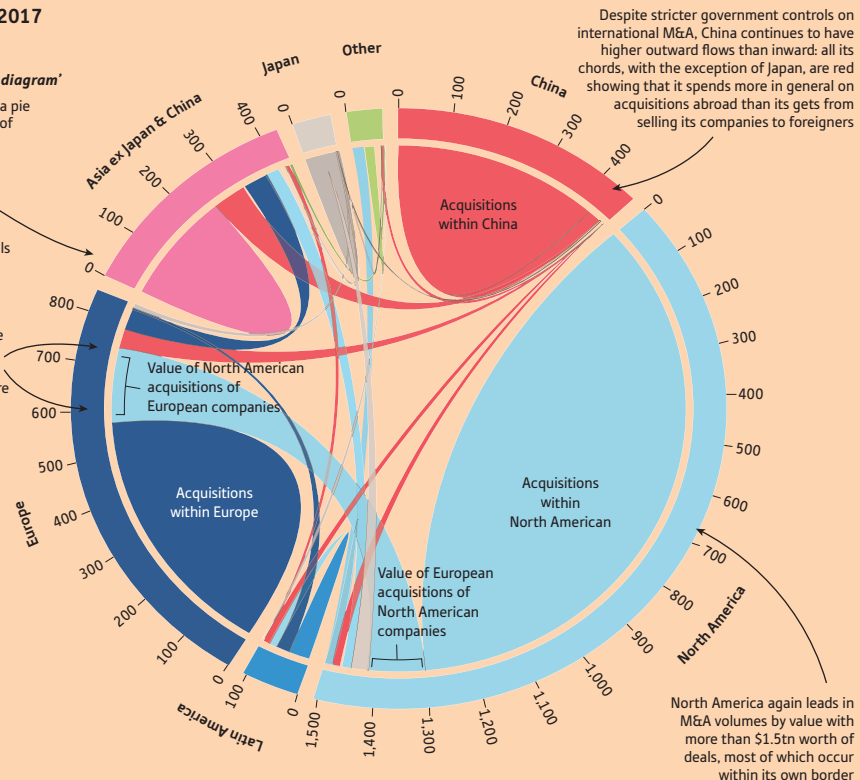 2017
diagram'
a pie
of
ls
e
re
Despite stricter government controls on
international M&A, China continues to have
higher outward flows than inward: all its
chords, with the exception of Japan, are red
showing that it spends more in general on
acquisitions abroad than its gets from
selling its companies to foreigners
Other
0
Japan
0
Asia ex Japan & China
400
300
200
100
0
China
0
100
200
300
400
Acquisitions
within China
0
100
200
300
400
500
600
700
800
900
1,000
1,100
1,200
1,300
1,400
1,500
North America
Acquisitions
within
North American
Value of North American
acquisitions of
European companies
Acquisitions
within Europe
800
700
600
500
400
300
200
100
0
Europe
Value of European
acquisitions of
North American
companies
100
0
Latin America
North America again leads in
M&A volumes by value with
more than $1.5tn worth of
deals, most of which occur
within its own border